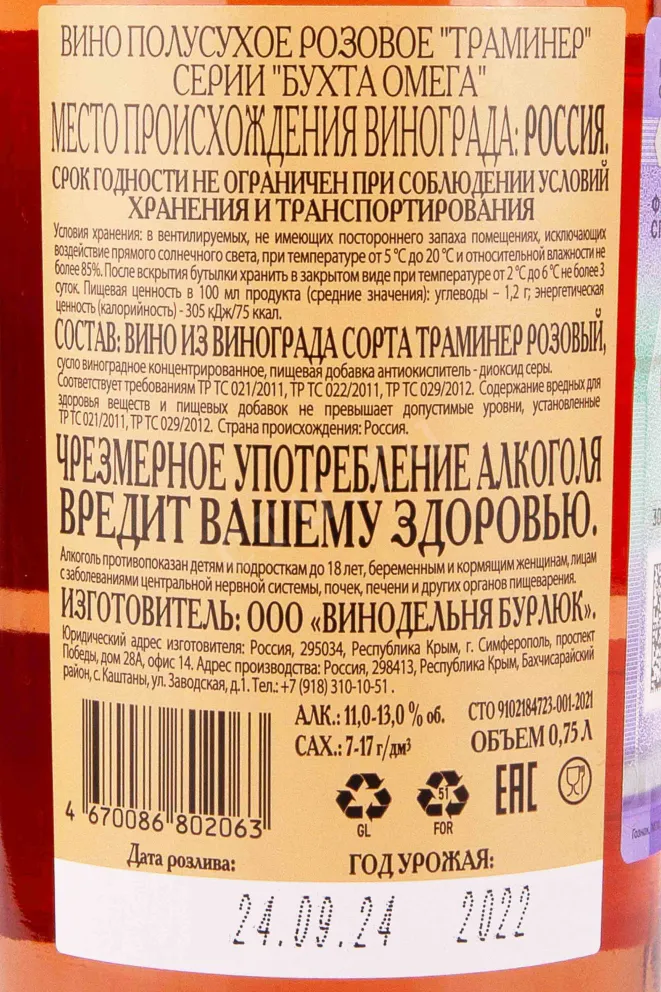 ВИНО ПОЛУСУХОЕ РОЗОВОЕ "ТРАМИНЕР"
СЕРИИ "БУХТА ОМЕГА"
МЕСТО ПРОИСХОЖДЕНИЯ ВИНОГРАДА: РОССИЯ.
СРОК ГОДНОСТИ НЕ ОГРАНИЧЕН ПРИ СОБЛЮДЕНИИ УСЛОВИЙ
ХРАНЕНИЯ И ТРАНСПОРТИРОВАНИЯ
Условия хранения: в вентилируемых, не имеющих постороннего запаха помещениях, исключающих
воздействие прямого солнечного света, при температуре от 5 °С до 20 °С и относительной влажности не
более 85%. После вскрытия бутылки хранить в закрытом виде при температуре от 2 °С до 6 °С не более 3
суток. Пищевая ценность в 100 мл продукта (средние значения): углеводы – 1,2 г; энергетическая
ценность (калорийность) - 305 кДж/75 ккал.
СОСТАВ: ВИНО ИЗ ВИНОГРАДА СОРТА ТРАМИНЕР РОЗОВЫЙ,
сусло виноградное концентрированное, пищевая добавка антиокислитель - диоксид серы.
Соответствует требованиям ТР ТС 021/2011, ТР ТС 022/2011, ТР ТС 029/2012. Содержание вредных для
здоровья веществ и пищевых добавок не превышает допустимые уровни, установленные
ТР ТС 021/2011, ТР ТС 029/2012. Страна происхождения: Россия.
ЧРЕЗМЕРНОЕ УПОТРЕБЛЕНИЕ АЛКОГОЛЯ
ВРЕДИТ ВАШЕМУ ЗДОРОВЬЮ.
Алкоголь противопоказан детям и подросткам до 18 лет, беременным и кормящим женщинам, лицам
с заболеваниями центральной нервной системы, почек, печени и других органов пищеварения.
ИЗГОТОВИТЕЛЬ: ООО «ВИНОДЕЛЬНЯ БУРЛЮК».
Юридический адрес изготовителя: Россия, 295034, Республика Крым, г. Симферополь, проспект
Победы, дом 28А, офис 14. Адрес производства: Россия, 298413, Республика Крым, Бахчисарайский
район, с. Каштаны, ул. Заводская, д.1. Тел.: +7 (918) 310-10-51 .
АЛК.: 11,0-13,0 % об.
САХ.: 7-17 г/дм³
СТО 9102184723-001-2021
ОБЪЕМ 0,75 Л
51
GL
FOR
EAC
4 670086 802063
Дата розлива:
ГОД УРОЖАЯ:
24.09.24
2022